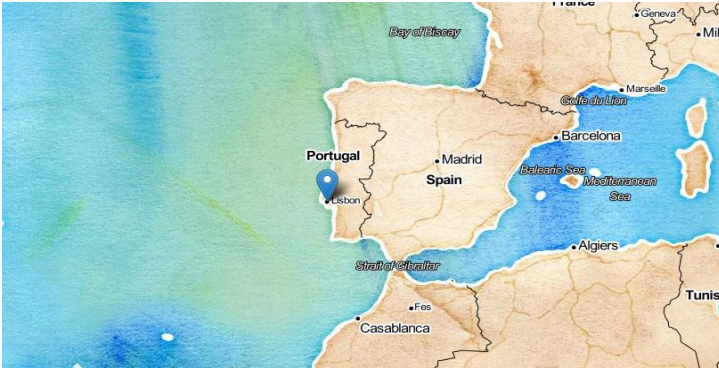 France
Geneva
Mil
Bay of Biscay
Marseille
Golfe du Lion
Barcelona
Portugal
Madrid
Spain
Balearic Sea
Mediterranean
Sea
Lisbon
Algiers
Strait of Gibraltar
Tunis
Fes
Casablanca